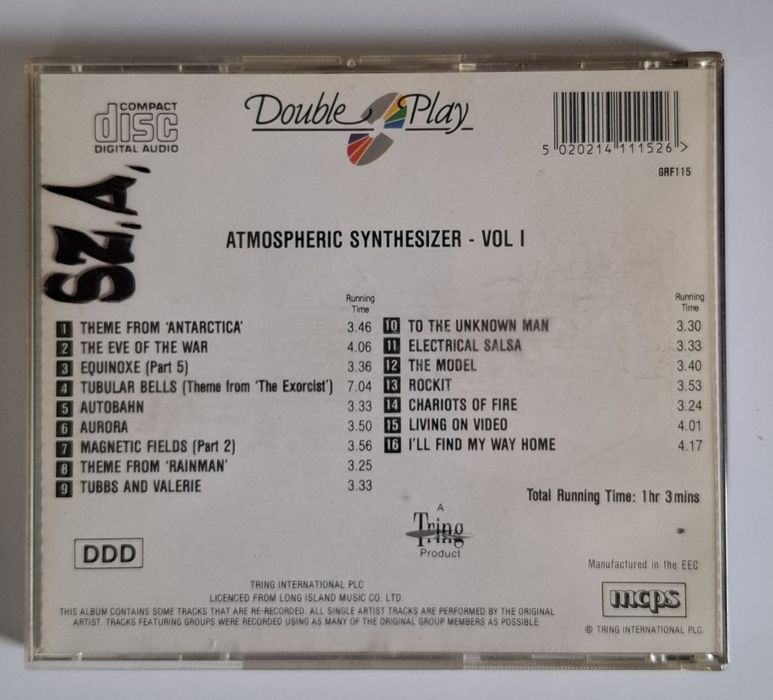 COMPACT
disc
DIGITAL AUDIO
Double Play
5 020214 111526 >
GRF115
SZ.A.
ATMOSPHERIC SYNTHESIZER - VOL I
Running
Time
1 THEME FROM 'ANTARCTICA' 3.46
2 THE EVE OF THE WAR 4.06
3 EQUINOXE (Part 5) 3.36
4 TUBULAR BELLS (Theme from 'The Exorcist') 7.04
5 AUTOBAHN 3.33
6 AURORA 3.50
7 MAGNETIC FIELDS (Part 2) 3.56
8 THEME FROM 'RAINMAN' 3.25
9 TUBBS AND VALERIE 3.33
Running
Time
10 TO THE UNKNOWN MAN 3.30
11 ELECTRICAL SALSA 3.33
12 THE MODEL 3.40
13 ROCKIT 3.53
14 CHARIOTS OF FIRE 3.24
15 LIVING ON VIDEO 4.01
16 I'LL FIND MY WAY HOME 4.17
Total Running Time: 1hr 3mins
A
Tring
Product
DDD
Manufactured in the EEC
mcps
TRING INTERNATIONAL PLC
LICENCED FROM LONG ISLAND MUSIC CO. LTD.
THIS ALBUM CONTAINS SOME TRACKS THAT ARE RE-RECORDED. ALL SINGLE ARTIST TRACKS ARE PERFORMED BY THE ORIGINAL
ARTIST. TRACKS FEATURING GROUPS WERE RECORDED USING AS MANY OF THE ORIGINAL GROUP MEMBERS AS POSSIBLE.
© TRING INTERNATIONAL PLC.